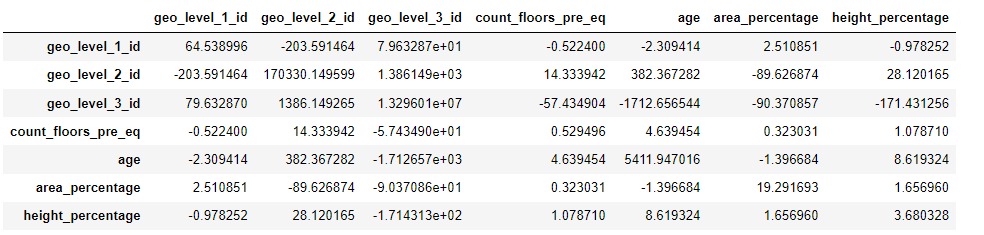 geo_level_1_id geo_level_2_id geo_level_3_id count_floors_pre_eq age area_percentage height_percentage
geo_level_1_id 64.538996 -203.591464 7.963287e+01 -0.522400 -2.309414 2.510851 -0.978252
geo_level_2_id -203.591464 170330.149599 1.386149e+03 14.333942 382.367282 -89.626874 28.120165
geo_level_3_id 79.632870 1386.149265 1.329601e+07 -57.434904 -1712.656544 -90.370857 -171.431256
count_floors_pre_eq -0.522400 14.333942 -5.743490e+01 0.529496 4.639454 0.323031 1.078710
age -2.309414 382.367282 -1.712657e+03 4.639454 5411.947016 -1.396684 8.619324
area_percentage 2.510851 -89.626874 -9.037086e+01 0.323031 -1.396684 19.291693 1.656960
height_percentage -0.978252 28.120165 -1.714313e+02 1.078710 8.619324 1.656960 3.680328